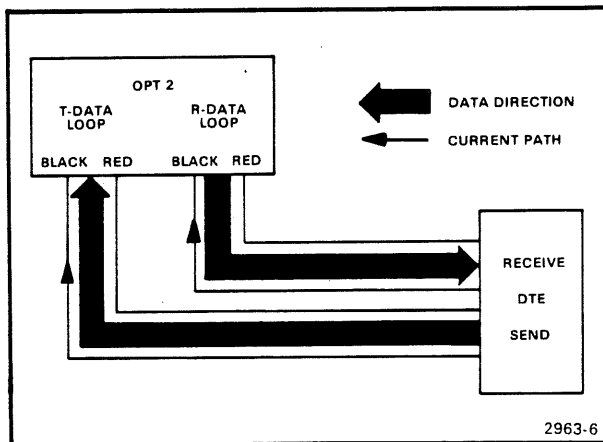 OPT 2
T-DATA LOOP
R-DATA LOOP
BLACK RED
BLACK RED
DATA DIRECTION
CURRENT PATH
RECEIVE
DTE
SEND
2963-6